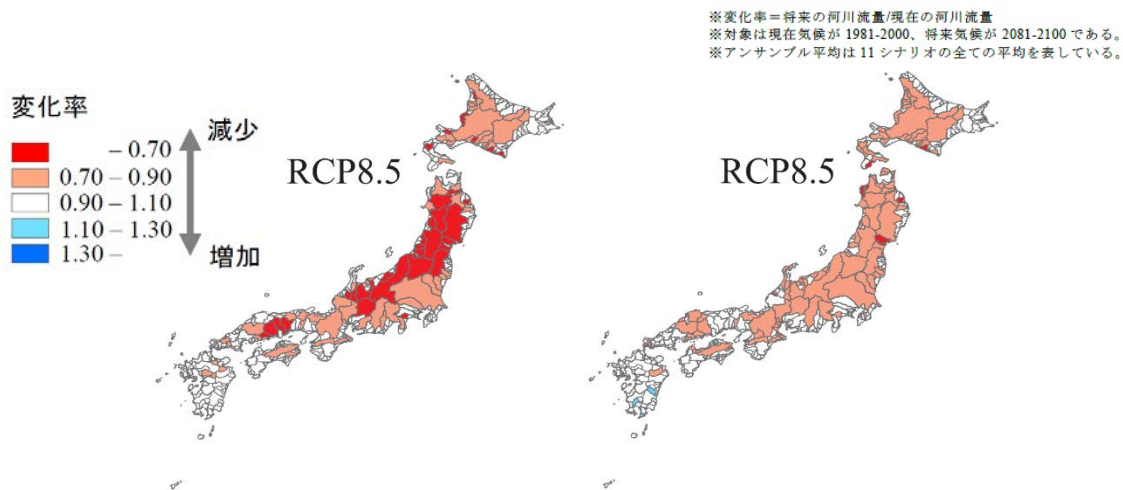 ※変化率＝将来の河川流量/現在の河川流量
※対象は現在気候が 1981-2000、将来気候が 2081-2100 である。
※アンサンブル平均は 11 シナリオの全ての平均を表している。
変化率
減少
－0.70
0.70－0.90
0.90－1.10
1.10－1.30
1.30－
増加
RCP8.5
RCP8.5